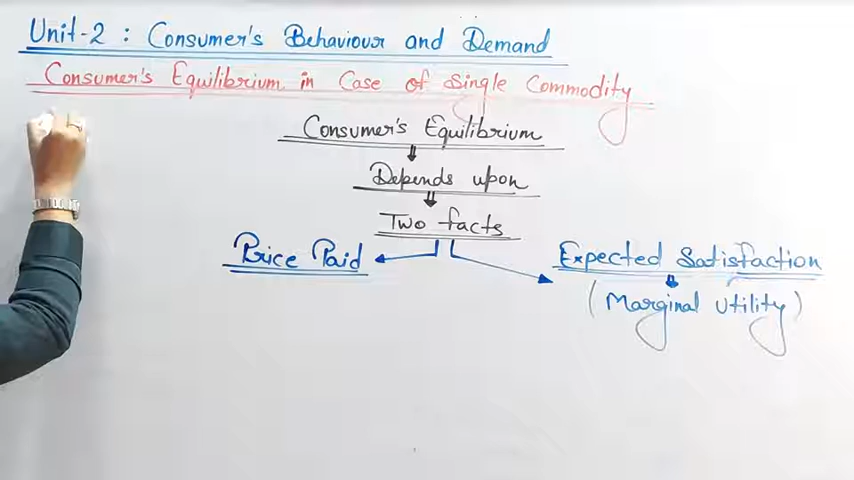 Unit-2 : Consumer's Behaviour and Demand
Consumer's Equilibrium in Case of Single Commodity
Consumer's Equilibrium
Depends upon
Two facts
Price Paid
Expected Satisfaction
(Marginal Utility)